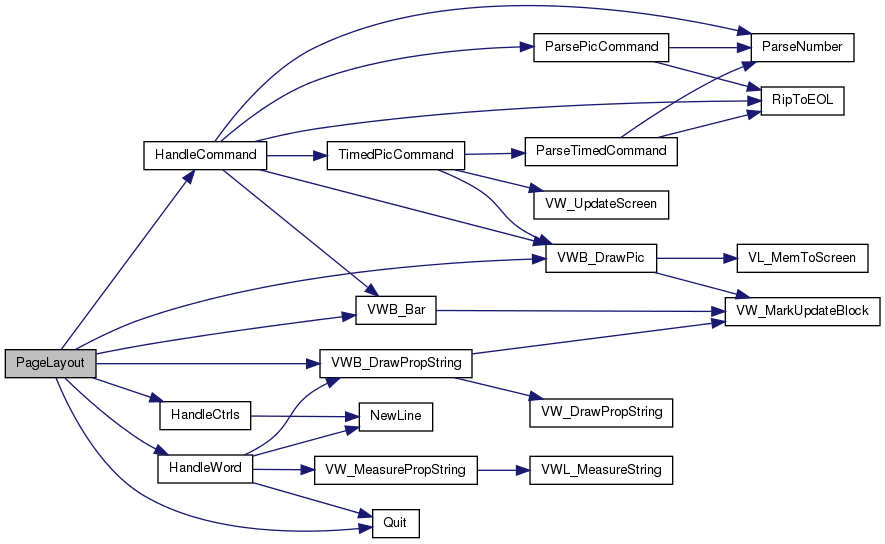 ParsePicCommand
ParseNumber
RipToEOL
HandleCommand
TimedPicCommand
ParseTimedCommand
VW_UpdateScreen
VWB_DrawPic
VL_MemToScreen
VWB_Bar
VW_MarkUpdateBlock
PageLayout
VWB_DrawPropString
HandleCtrls
NewLine
VW_DrawPropString
HandleWord
VW_MeasurePropString
VWL_MeasureString
Quit